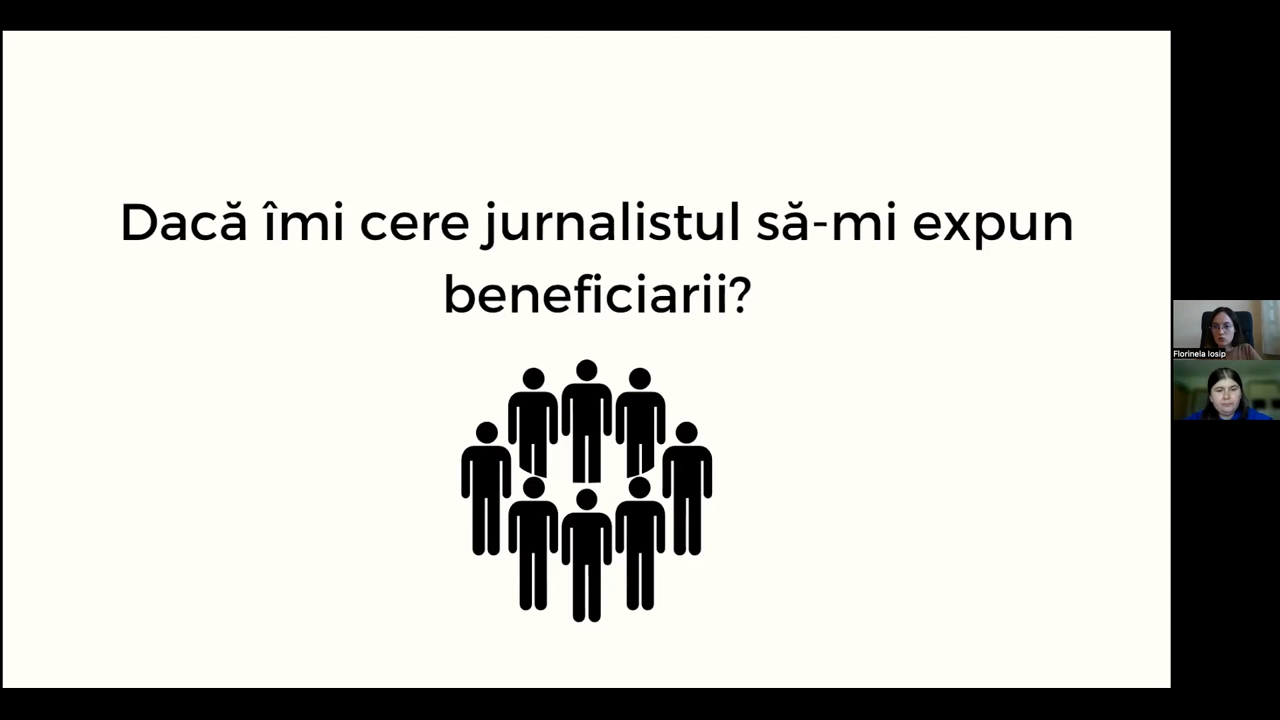 Dacă îmi cere jurnalistul să-mi expun
beneficiarii?
Florinela Iosip